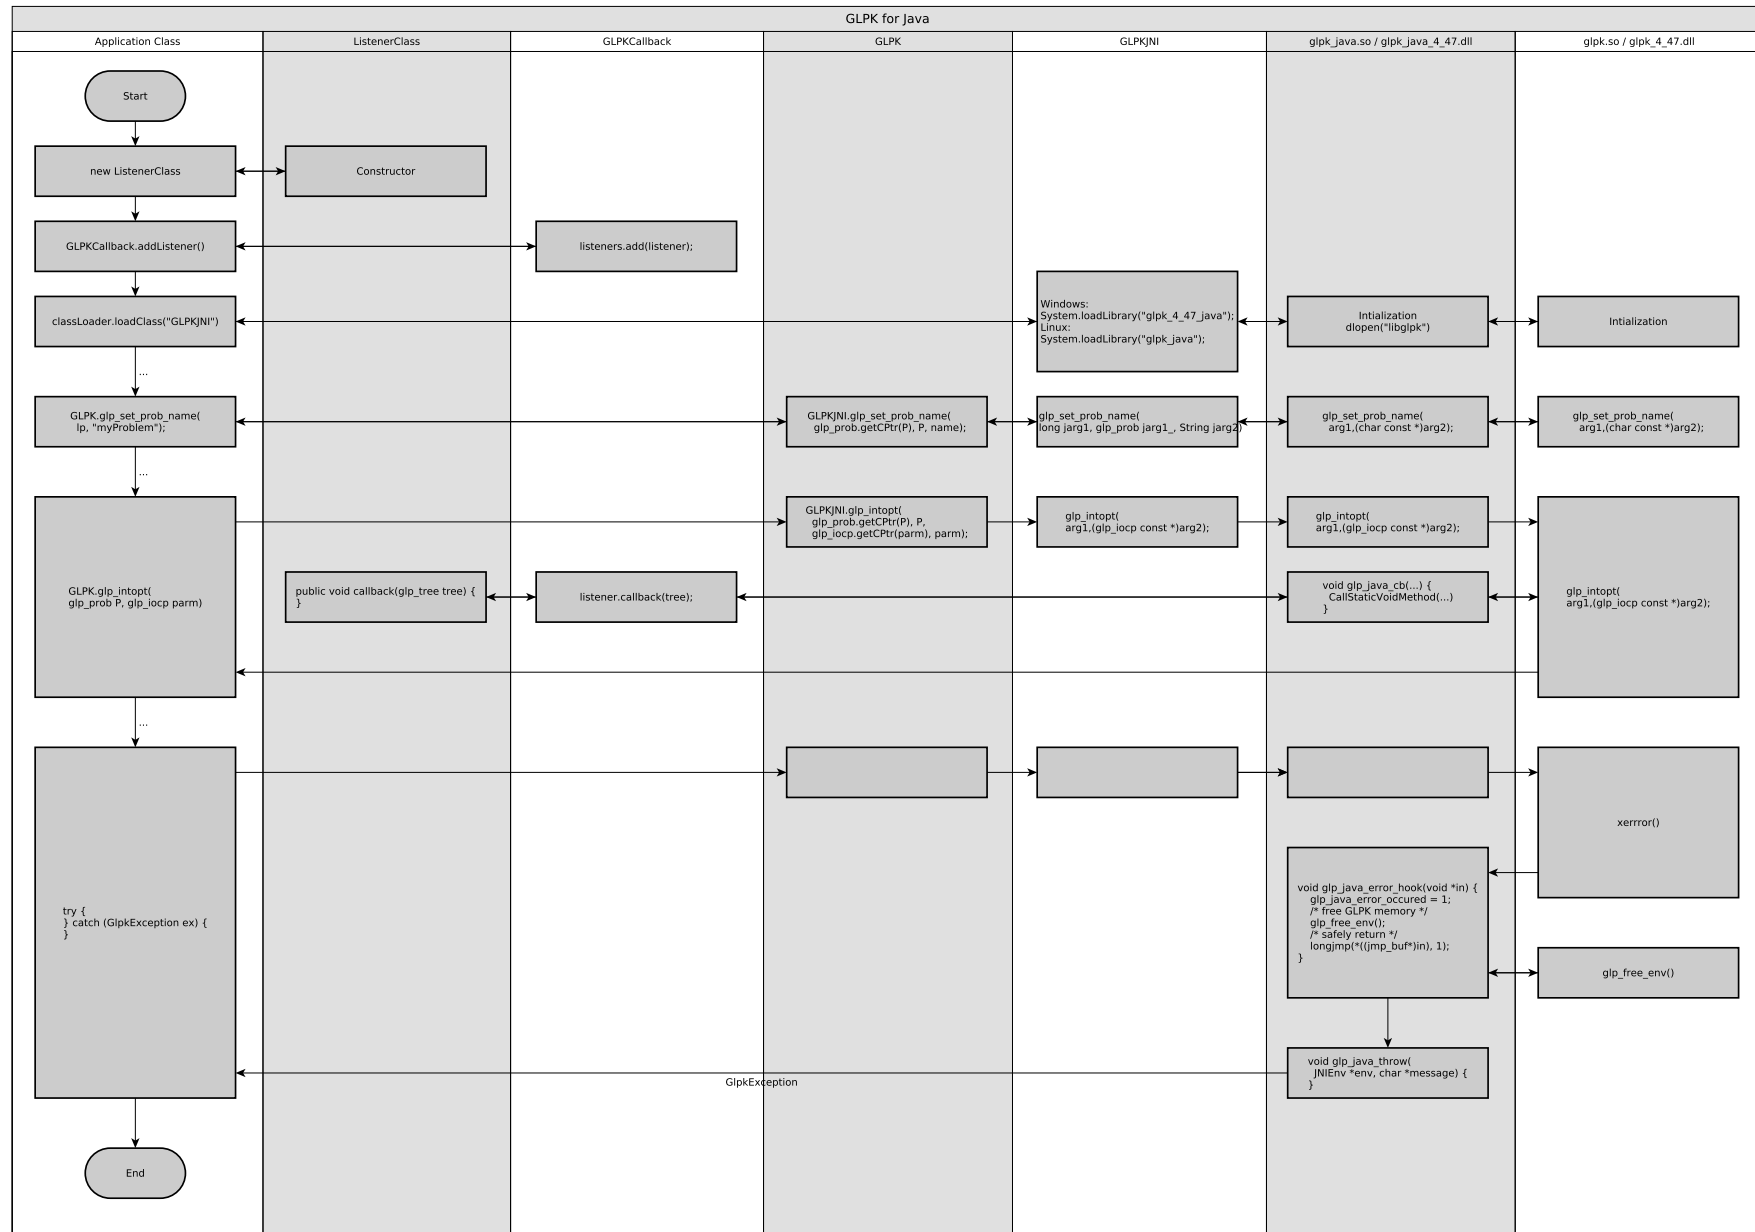 GLPK for Java
Application Class
ListenerClass
GLPKCallback
GLPK
GLPKJNI
glpk_java.so / glpk_java_4_47.dll
glpk.so / glpk_4_47.dll
Start
new ListenerClass
Constructor
GLPKCallback.addListener()
listeners.add(listener);
classLoader.loadClass("GLPKJNI")
Windows:
System.loadLibrary("glpk_4_47_java");
Linux:
System.loadLibrary("glpk_java");
Intialization
dlopen("libglpk")
Intialization
...
GLPK.glp_set_prob_name(
lp, "myProblem");
GLPKJNI.glp_set_prob_name(
glp_prob.getCPtr(P), P, name);
glp_set_prob_name(
long jarg1, glp_prob jarg1_, String jarg2)
glp_set_prob_name(
arg1,(char const *)arg2);
glp_set_prob_name(
arg1,(char const *)arg2);
...
GLPK.glp_intopt(
glp_prob P, glp_iocp parm)
GLPKJNI.glp_intopt(
glp_prob.getCPtr(P), P,
glp_iocp.getCPtr(parm), parm);
glp_intopt(
arg1,(glp_iocp const *)arg2);
glp_intopt(
arg1,(glp_iocp const *)arg2);
public void callback(glp_tree tree) {
}
listener.callback(tree);
void glp_java_cb(...) {
CallStaticVoidMethod(...)
}
glp_intopt(
arg1,(glp_iocp const *)arg2);
...
try {
} catch (GlpkException ex) {
}
xerrror()
void glp_java_error_hook(void *in) {
glp_java_error_occured = 1;
/* free GLPK memory */
glp_free_env();
/* safely return */
longjmp(*((jmp_buf*)in), 1);
}
glp_free_env()
void glp_java_throw(
JNIEnv *env, char *message) {
}
GlpkException
End